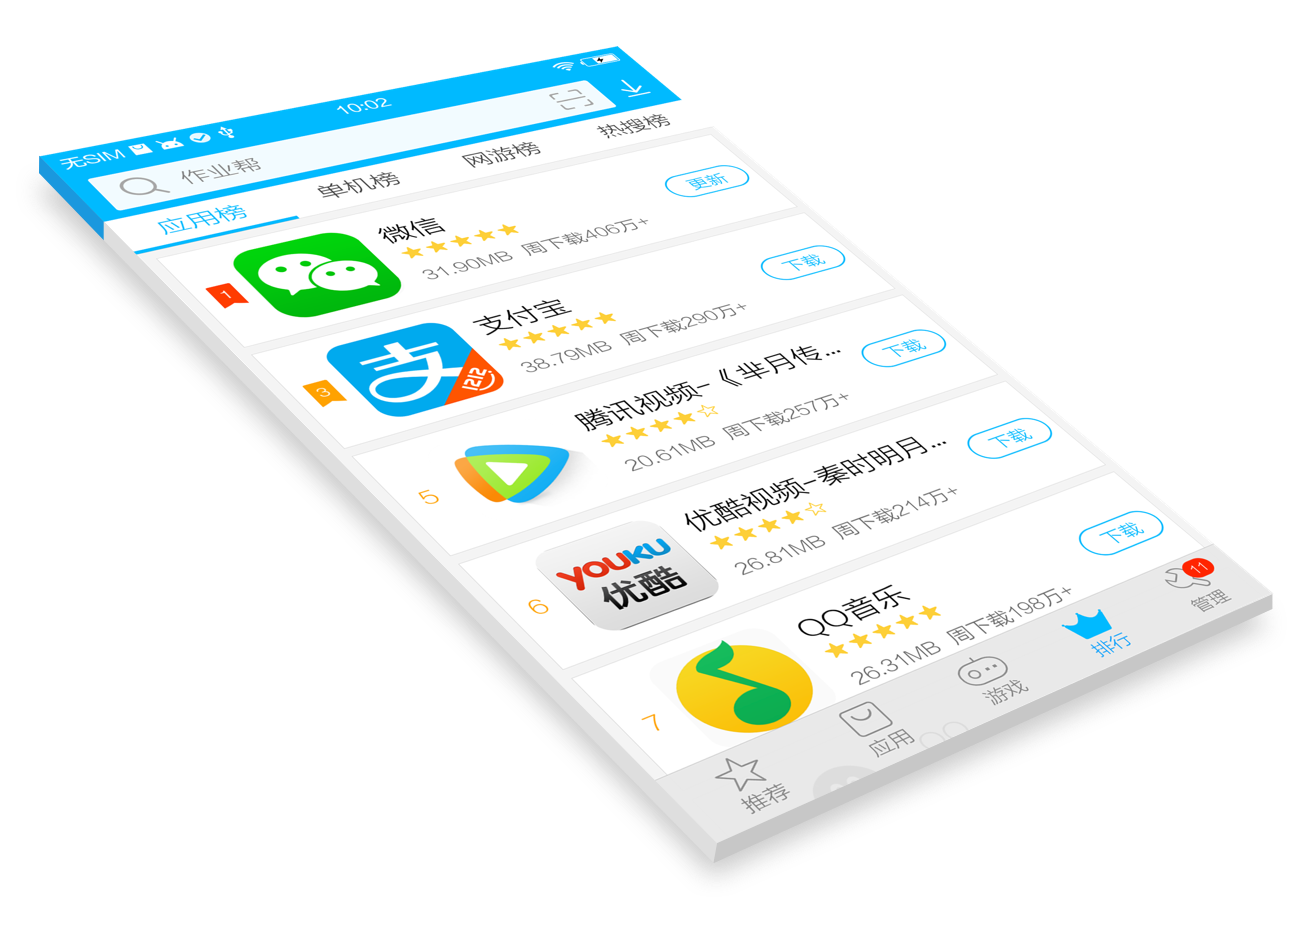 无SIM 10:02
作业帮
应用榜 单机榜 网游榜 热搜榜
1
微信
31.90MB 周下载406万+
更新
3
支付宝
1212
38.79MB 周下载290万+
下载
5
腾讯视频-《芈月传...
20.61MB 周下载257万+
下载
6
YOUKU
优酷
优酷视频-秦时明月...
26.81MB 周下载214万+
下载
7
QQ音乐
26.31MB 周下载198万+
下载
推荐 应用 游戏 排行 管理
11